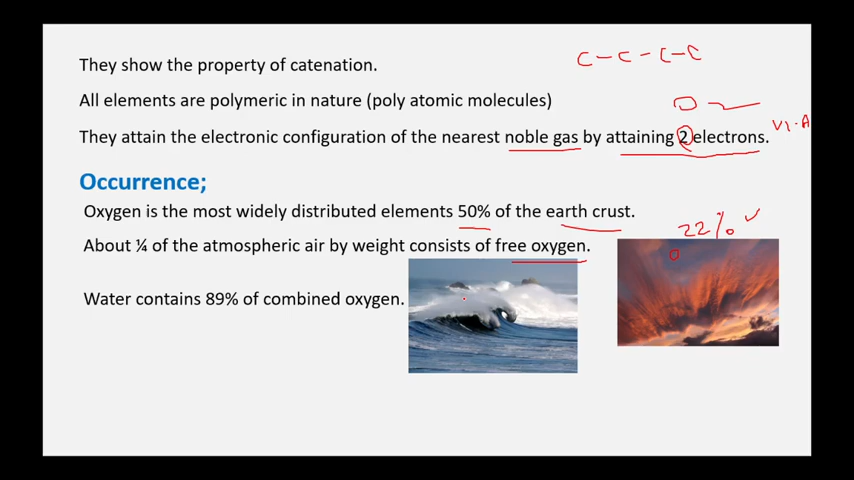 They show the property of catenation.
C - C - C - C
All elements are polymeric in nature (poly atomic molecules)
They attain the electronic configuration of the nearest noble gas by attaining 2 electrons.
VI-A
Occurrence;
Oxygen is the most widely distributed elements 50% of the earth crust.
22%
About ¼ of the atmospheric air by weight consists of free oxygen.
Water contains 89% of combined oxygen.